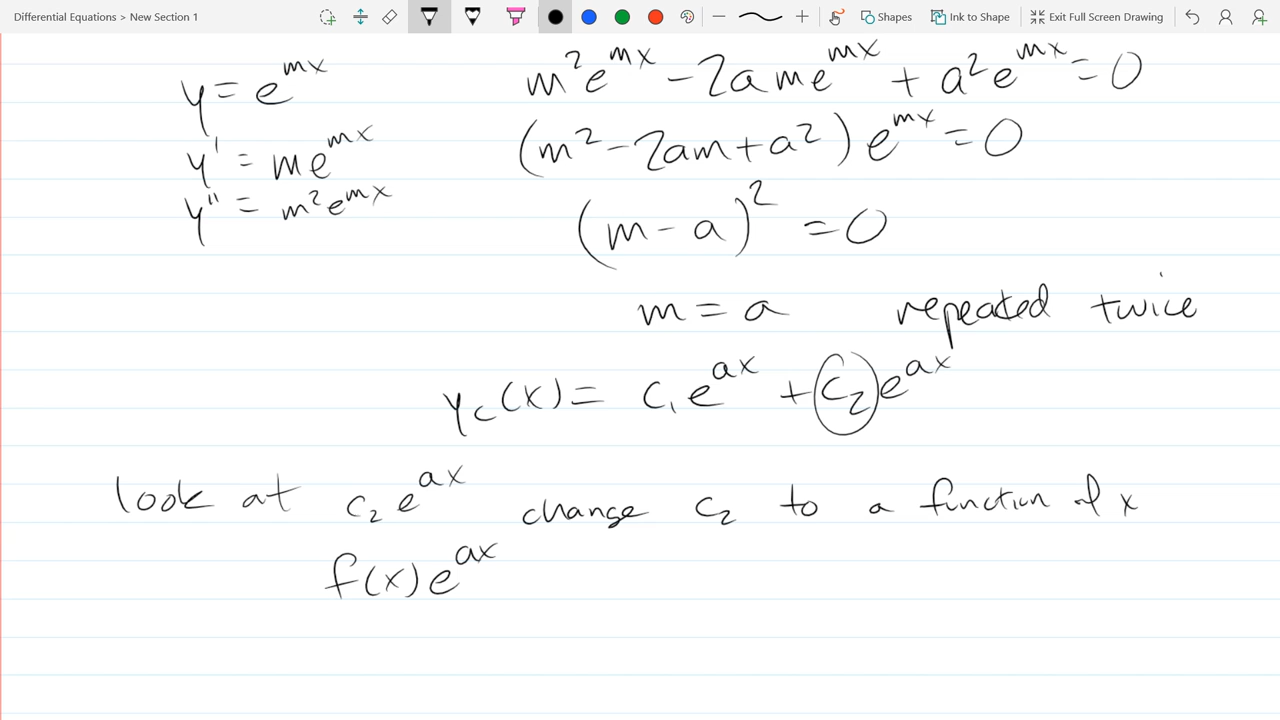 Differential Equations > New Section 1
Shapes
Ink to Shape
Exit Full Screen Drawing
y = e^{mx}
m²e^{mx} - 2ame^{mx} + a²e^{mx} = 0
y' = me^{mx}
(m² - 2am + a²) e^{mx} = 0
y'' = m²e^{mx}
(m - a)² = 0
m = a repeated twice
y_c(x) = c₁e^{ax} + c₂e^{ax}
look at c₂e^{ax} change c₂ to a function of x
f(x)e^{ax}